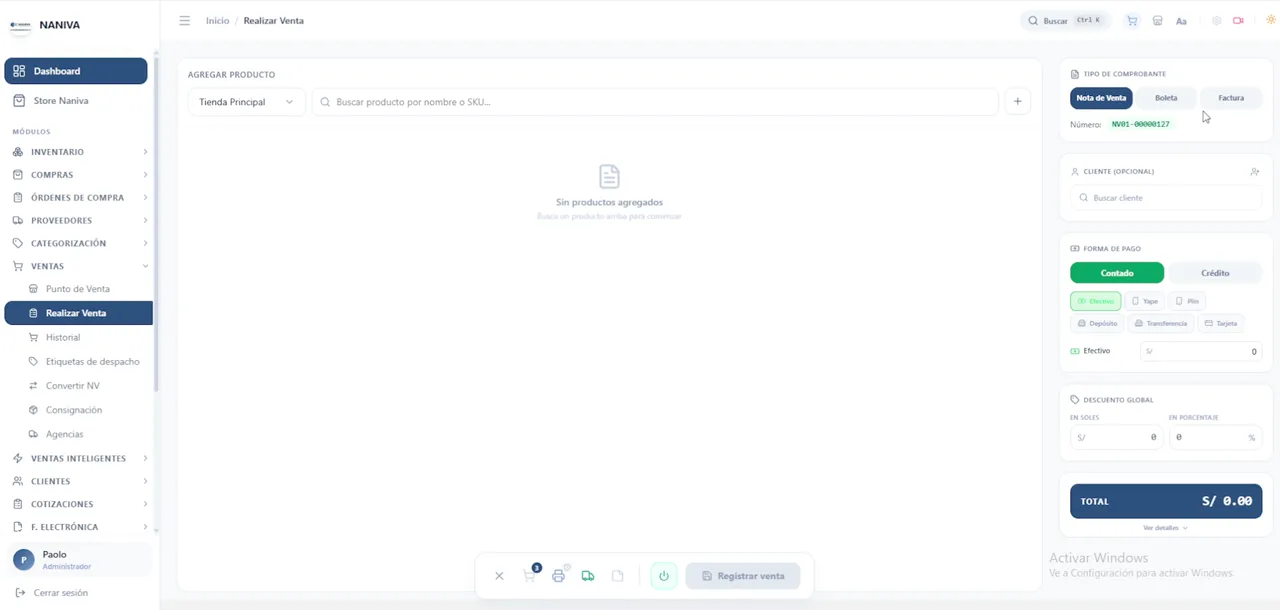 NANIVA
Inicio / Realizar Venta
Buscar Ctrl K
Aa
Dashboard
Store Naniva
MÓDULOS
INVENTARIO
COMPRAS
ÓRDENES DE COMPRA
PROVEEDORES
CATEGORIZACIÓN
VENTAS
Punto de Venta
Realizar Venta
Historial
Etiquetas de despacho
Convertir NV
Consignación
Agencias
VENTAS INTELIGENTES
CLIENTES
COTIZACIONES
F. ELECTRÓNICA
P
Paolo
Administrador
Cerrar sesión
AGREGAR PRODUCTO
Tienda Principal
Buscar producto por nombre o SKU...
Sin productos agregados
Busca un producto arriba para comenzar
3
Registrar venta
TIPO DE COMPROBANTE
Nota de Venta Boleta Factura
Número: NV01-00000127
CLIENTE (OPCIONAL)
Buscar cliente
FORMA DE PAGO
Contado Crédito
Efectivo Yape Plin
Depósito Transferencia Tarjeta
Efectivo S/ 0
DESCUENTO GLOBAL
EN SOLES EN PORCENTAJE
S/ 0 0 %
TOTAL S/ 0.00
Ver detalles
Activar Windows
Ve a Configuración para activar Windows.